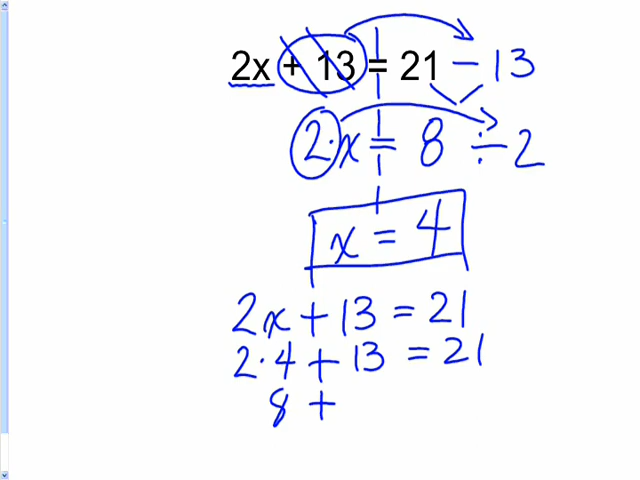 2x + 13 = 21 - 13
2·x = 8 ÷ 2
x = 4
2x + 13 = 21
2·4 + 13 = 21
8 +